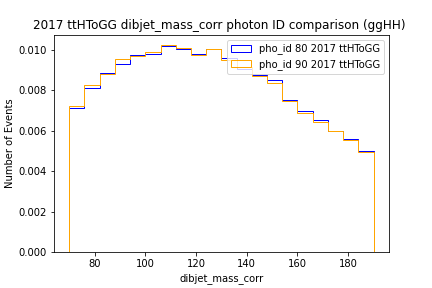 2017 ttHToGG dibjet_mass_corr photon ID comparison (ggHH)
pho_id 80 2017 ttHToGG
pho_id 90 2017 ttHToGG
Number of Events
0.010
0.008
0.006
0.004
0.002
0.000
80 100 120 140 160 180
dibjet_mass_corr